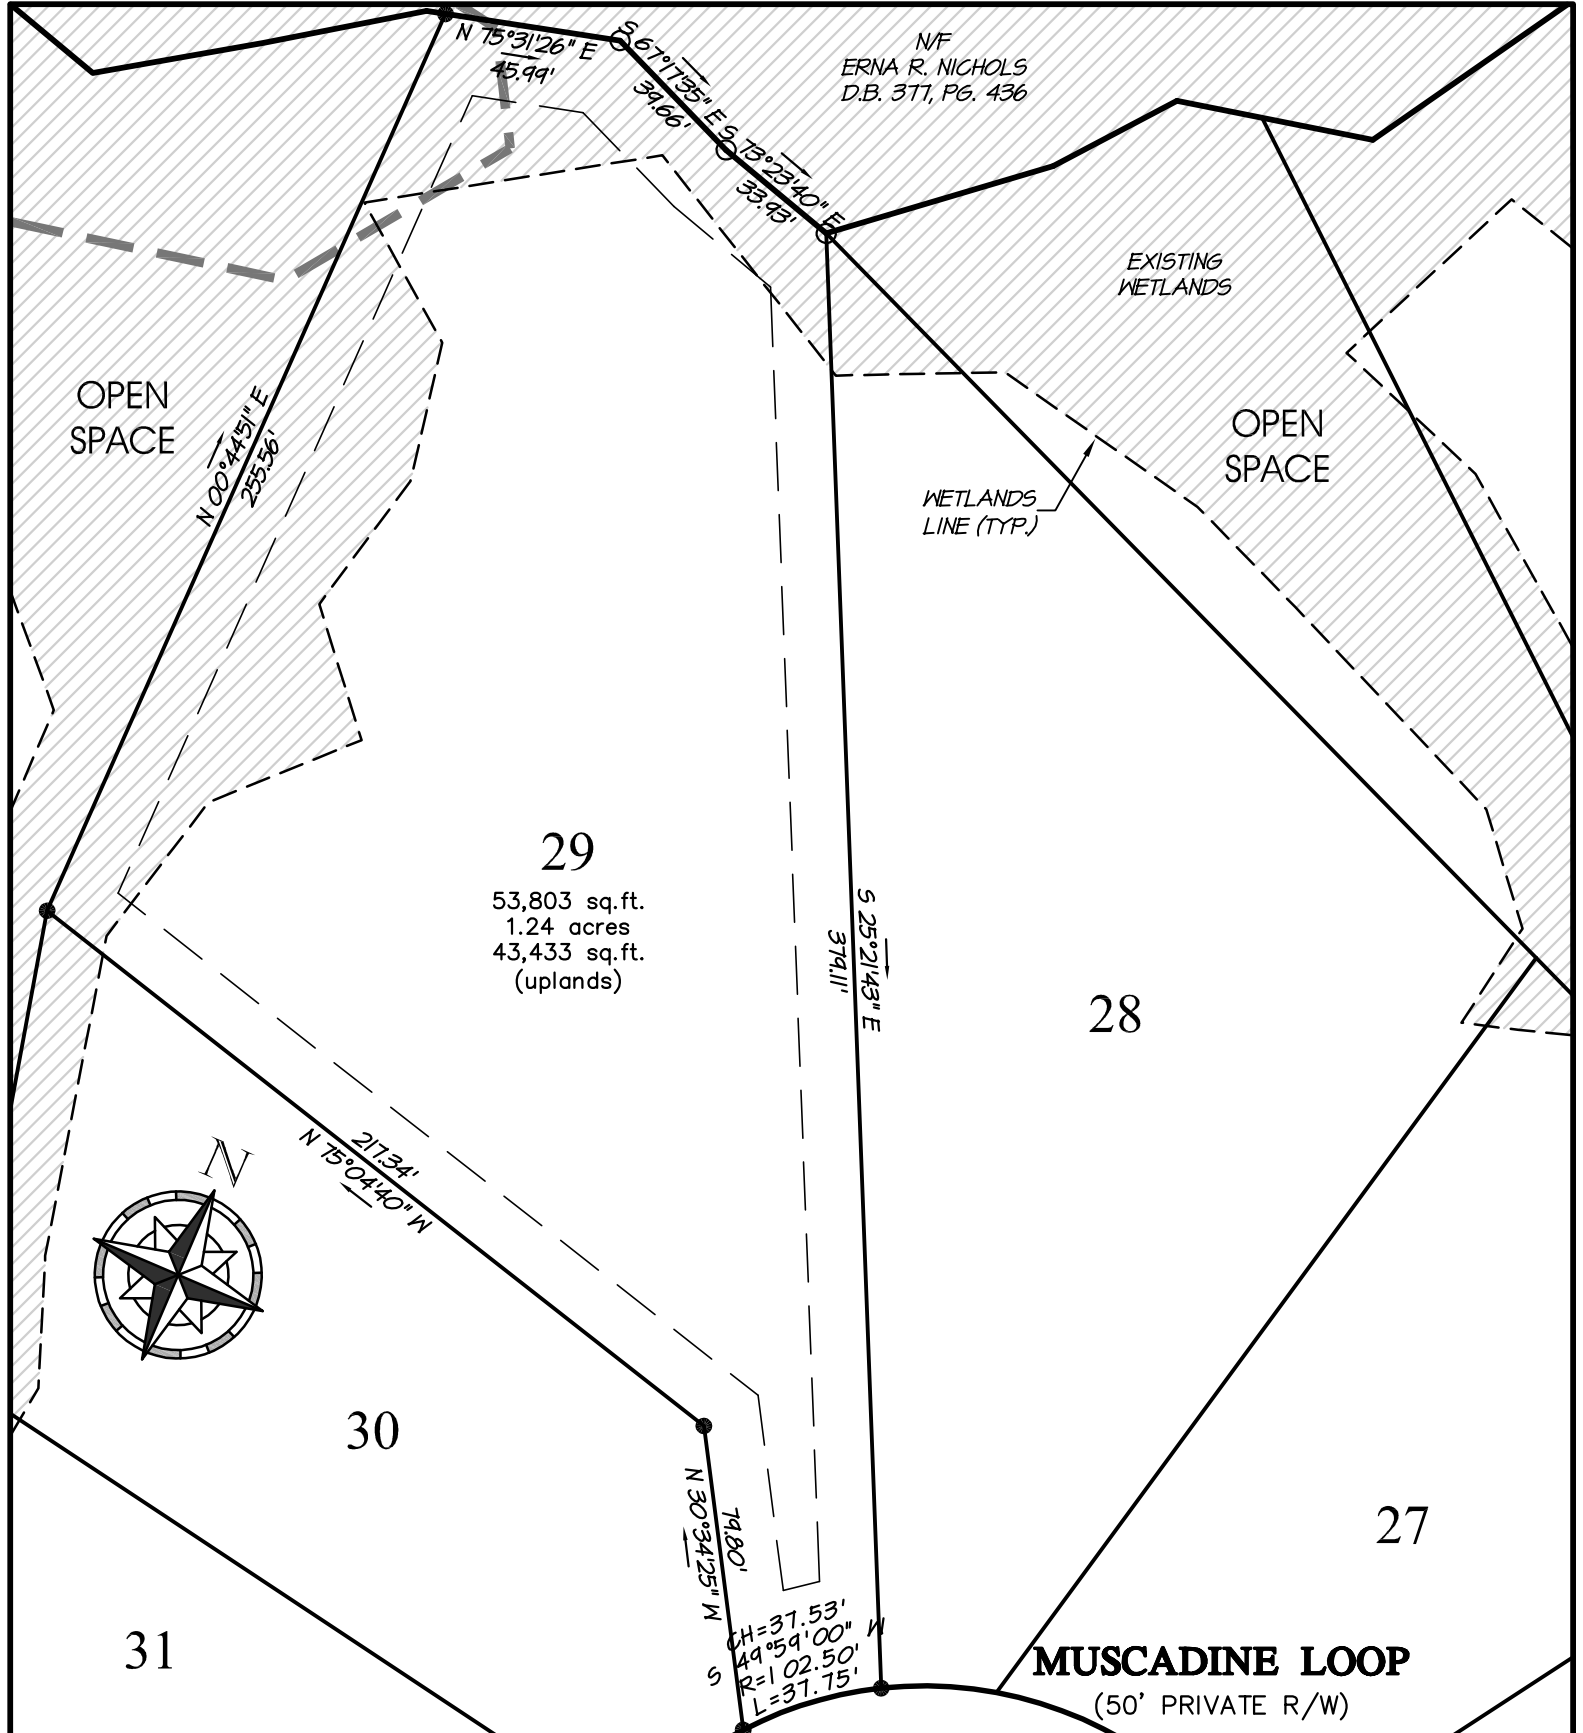 N 75°31'26" E
45.99'
S 67°17'35" E
39.66'
S 73°23'40" E
33.93'
N/F
ERNA R. NICHOLS
D.B. 377, PG. 436
EXISTING
WETLANDS
OPEN
SPACE
OPEN
SPACE
N 00°44'51" E
255.56'
WETLANDS
LINE (TYP.)
29
53,803 sq.ft.
1.24 acres
43,433 sq.ft.
(uplands)
S 25°21'43" E
379.11'
28
217.34'
N 75°04'40" W
N
30
N 30°34'25" W
79.80'
27
31
CH=37.53'
S 49°59'00" W
R=102.50'
L=37.75'
MUSCADINE LOOP
(50' PRIVATE R/W)